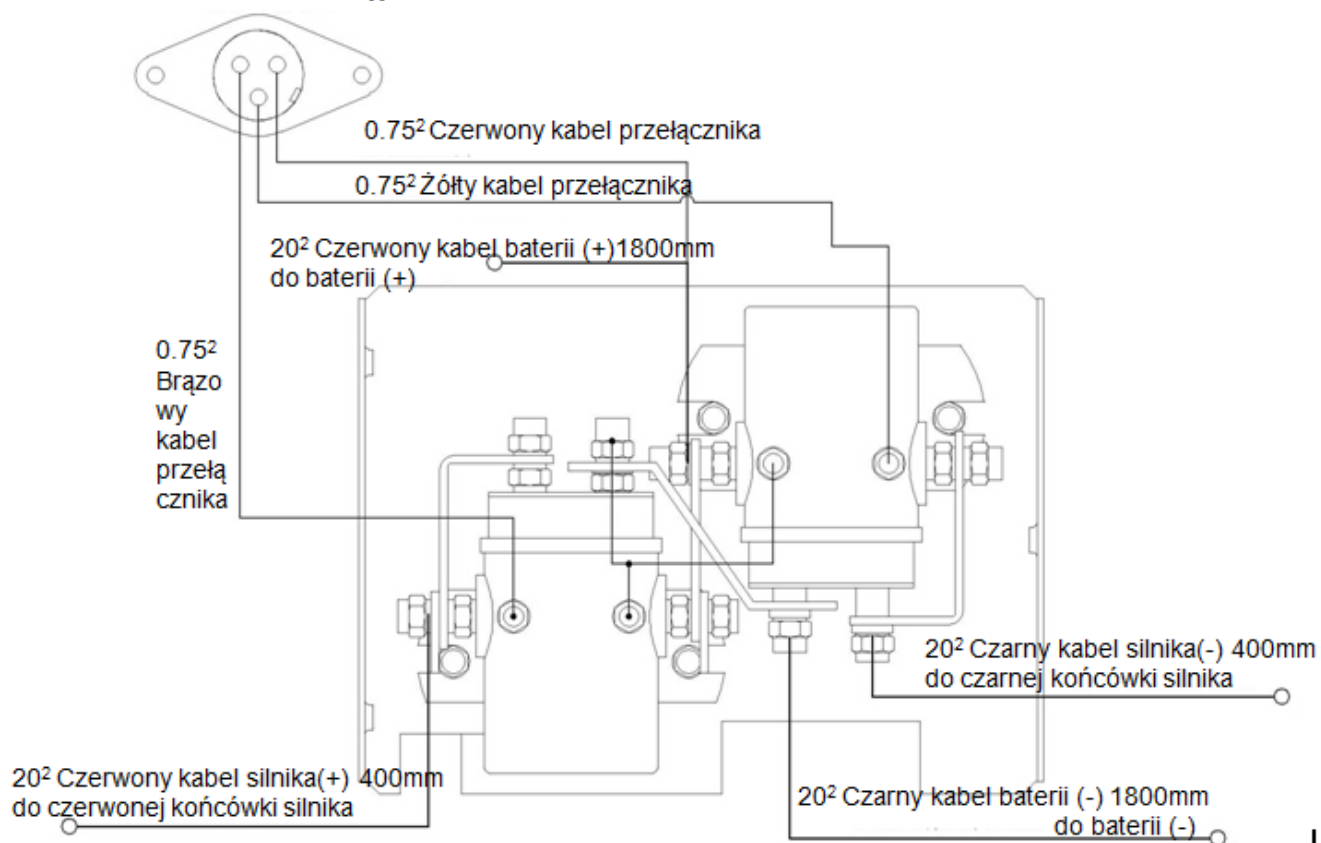 0.75² Czerwony kabel przełącznika
0.75² Żółty kabel przełącznika
20² Czerwony kabel baterii (+)1800mm
do baterii (+)
0.75²
Brązo
wy
kabel
przełą
cznika
20² Czarny kabel silnika(-) 400mm
do czarnej końcówki silnika
20² Czerwony kabel silnika(+) 400mm
do czerwonej końcówki silnika
20² Czarny kabel baterii (-) 1800mm
do baterii (-)